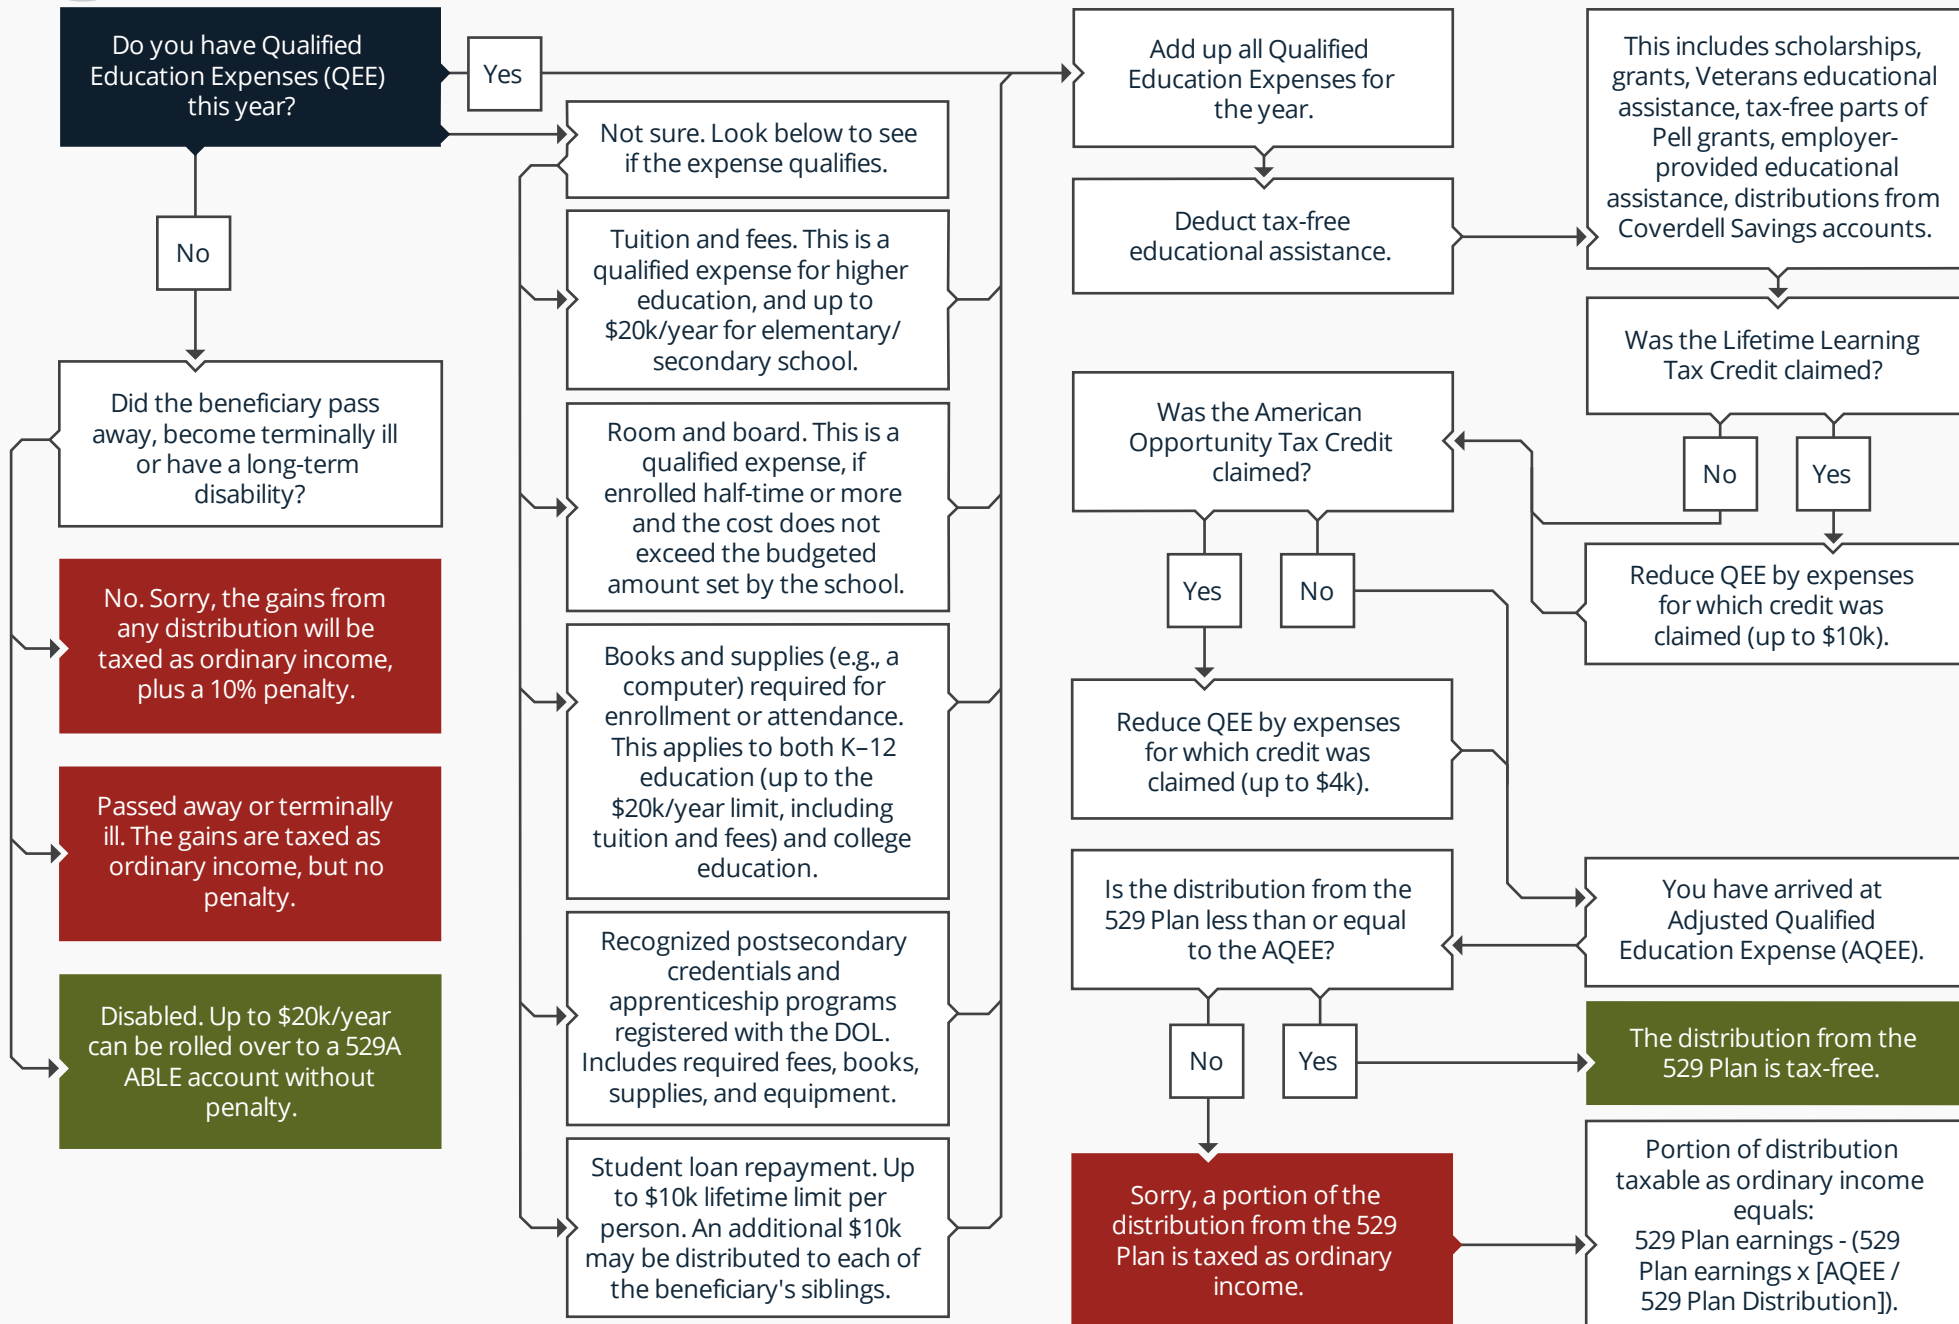 Do you have Qualified
Education Expenses (QEE)
this year?
Yes
No
Not sure. Look below to see
if the expense qualifies.
Tuition and fees. This is a
qualified expense for higher
education, and up to
$20k/year for elementary/
secondary school.
Room and board. This is a
qualified expense, if
enrolled half-time or more
and the cost does not
exceed the budgeted
amount set by the school.
Books and supplies (e.g., a
computer) required for
enrollment or attendance.
This applies to both K–12
education (up to the
$20k/year limit, including
tuition and fees) and college
education.
Recognized postsecondary
credentials and
apprenticeship programs
registered with the DOL.
Includes required fees, books,
supplies, and equipment.
Student loan repayment. Up
to $10k lifetime limit per
person. An additional $10k
may be distributed to each of
the beneficiary's siblings.
Did the beneficiary pass
away, become terminally ill
or have a long-term
disability?
No. Sorry, the gains from
any distribution will be
taxed as ordinary income,
plus a 10% penalty.
Passed away or terminally
ill. The gains are taxed as
ordinary income, but no
penalty.
Disabled. Up to $20k/year
can be rolled over to a 529A
ABLE account without
penalty.
Add up all Qualified
Education Expenses for
the year.
Deduct tax-free
educational assistance.
This includes scholarships,
grants, Veterans educational
assistance, tax-free parts of
Pell grants, employer-
provided educational
assistance, distributions from
Coverdell Savings accounts.
Was the Lifetime Learning
Tax Credit claimed?
No
Yes
Reduce QEE by expenses
for which credit was
claimed (up to $10k).
Was the American
Opportunity Tax Credit
claimed?
Yes
No
Reduce QEE by expenses
for which credit was
claimed (up to $4k).
You have arrived at
Adjusted Qualified
Education Expense (AQEE).
Is the distribution from the
529 Plan less than or equal
to the AQEE?
No
Yes
The distribution from the
529 Plan is tax-free.
Sorry, a portion of the
distribution from the 529
Plan is taxed as ordinary
income.
Portion of distribution
taxable as ordinary income
equals:
529 Plan earnings - (529
Plan earnings x [AQEE /
529 Plan Distribution]).